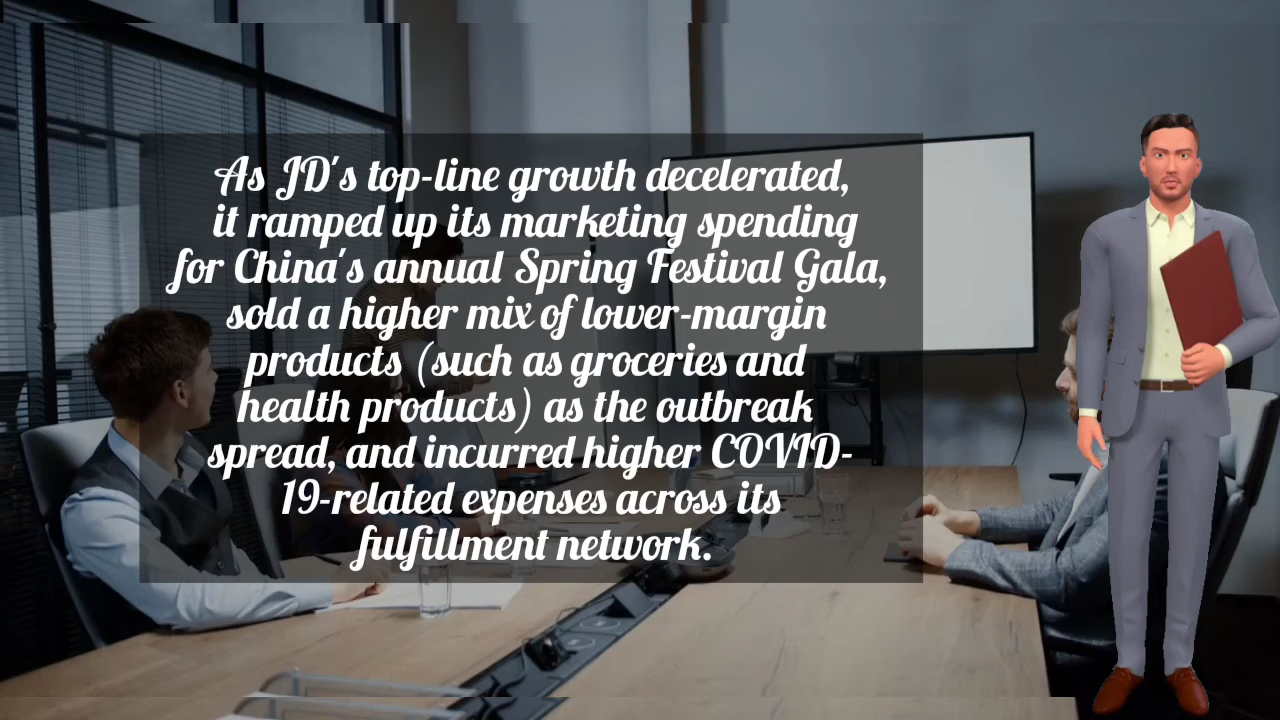 As JD's top-line growth decelerated,
it ramped up its marketing spending
for China's annual Spring Festival Gala,
sold a higher mix of lower-margin
products (such as groceries and
health products) as the outbreak
spread, and incurred higher COVID-
19-related expenses across its
fulfillment network.